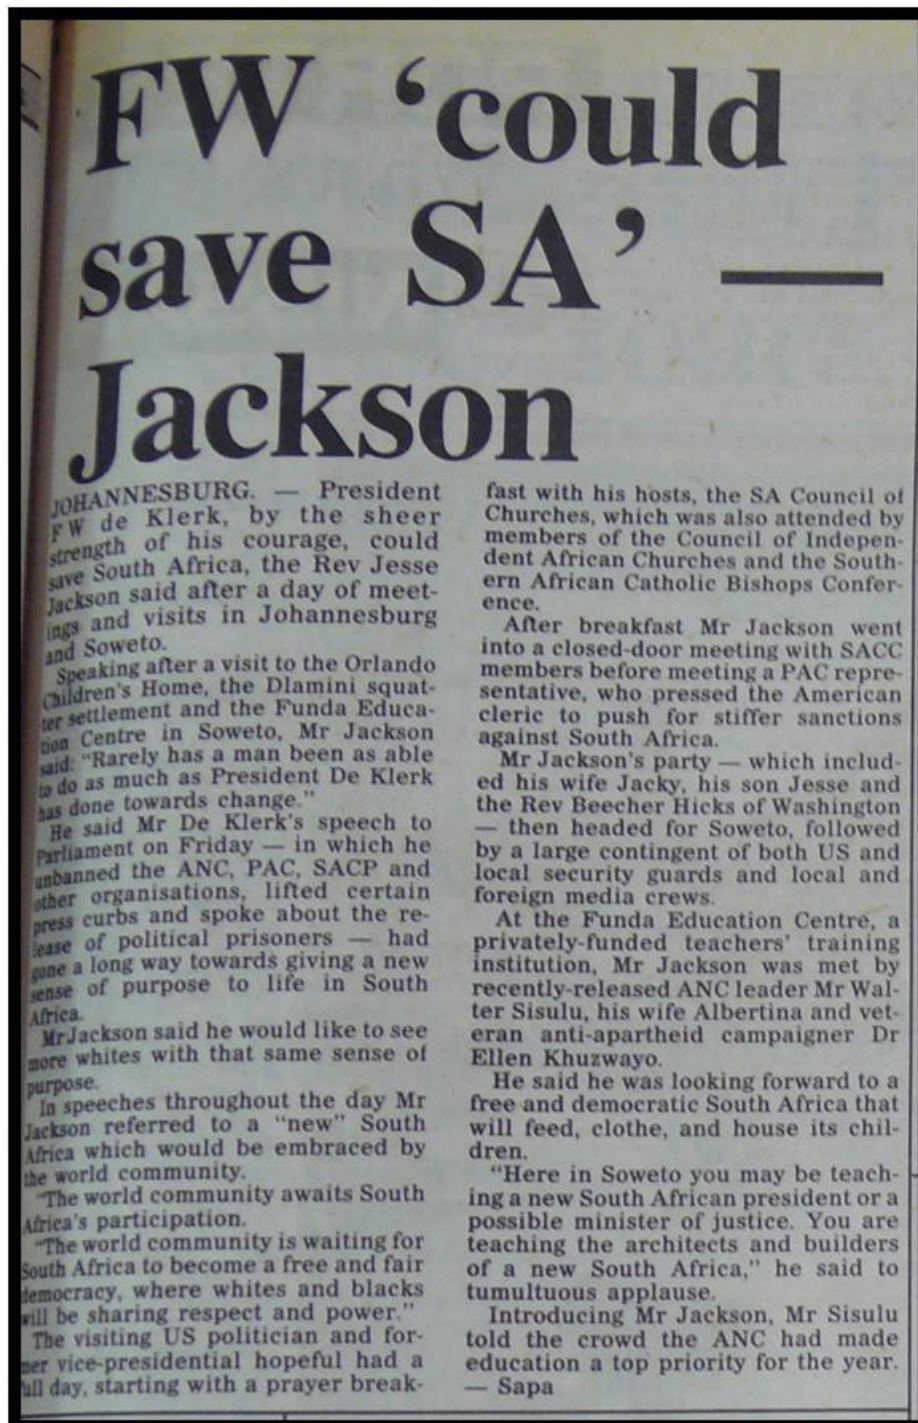 FW ‘could
save SA’ —
Jackson
JOHANNESBURG. — President
F W de Klerk, by the sheer
strength of his courage, could
save South Africa, the Rev Jesse
Jackson said after a day of meet-
ings and visits in Johannesburg
and Soweto.
Speaking after a visit to the Orlando
Children's Home, the Dlamini squat-
ter settlement and the Funda Educa-
tion Centre in Soweto, Mr Jackson
said: "Rarely has a man been as able
to do as much as President De Klerk
has done towards change."
He said Mr De Klerk's speech to
Parliament on Friday — in which he
unbanned the ANC, PAC, SACP and
other organisations, lifted certain
press curbs and spoke about the re-
lease of political prisoners — had
gone a long way towards giving a new
sense of purpose to life in South
Africa.
Mr Jackson said he would like to see
more whites with that same sense of
purpose.
In speeches throughout the day Mr
Jackson referred to a "new" South
Africa which would be embraced by
the world community.
"The world community awaits South
Africa's participation.
"The world community is waiting for
South Africa to become a free and fair
democracy, where whites and blacks
will be sharing respect and power."
The visiting US politician and for-
mer vice-presidential hopeful had a
full day, starting with a prayer break-
fast with his hosts, the SA Council of
Churches, which was also attended by
members of the Council of Indepen-
dent African Churches and the South-
ern African Catholic Bishops Confer-
ence.
After breakfast Mr Jackson went
into a closed-door meeting with SACC
members before meeting a PAC repre-
sentative, who pressed the American
cleric to push for stiffer sanctions
against South Africa.
Mr Jackson's party — which includ-
ed his wife Jacky, his son Jesse and
the Rev Beecher Hicks of Washington
— then headed for Soweto, followed
by a large contingent of both US and
local security guards and local and
foreign media crews.
At the Funda Education Centre, a
privately-funded teachers' training
institution, Mr Jackson was met by
recently-released ANC leader Mr Wal-
ter Sisulu, his wife Albertina and vet-
eran anti-apartheid campaigner Dr
Ellen Khuzwayo.
He said he was looking forward to a
free and democratic South Africa that
will feed, clothe, and house its chil-
dren.
"Here in Soweto you may be teach-
ing a new South African president or a
possible minister of justice. You are
teaching the architects and builders
of a new South Africa," he said to
tumultuous applause.
Introducing Mr Jackson, Mr Sisulu
told the crowd the ANC had made
education a top priority for the year.
— Sapa